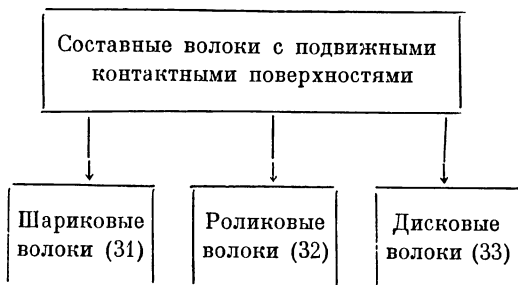 Составные волоки с подвижными
контактными поверхностями
Шариковые
волоки (31)
Роликовые
волоки (32)
Дисковые
волоки (33)